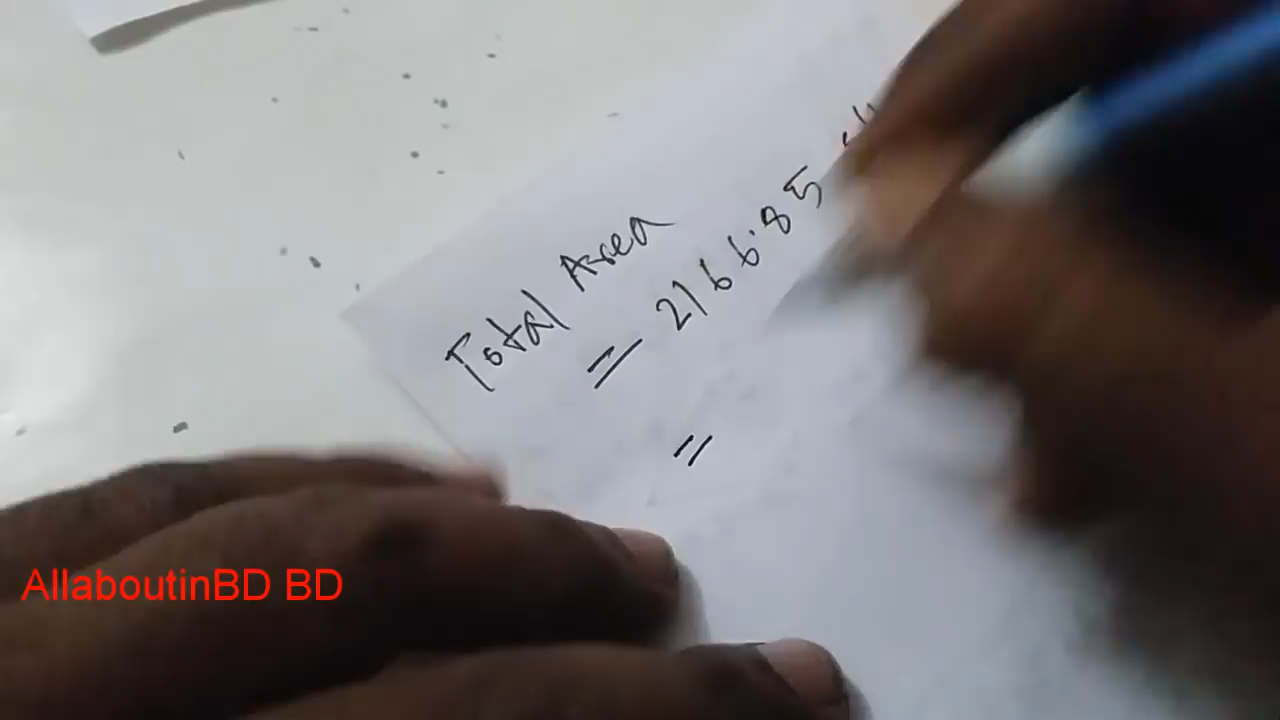 Total Area
= 2166.85
=
AllaboutinBD BD